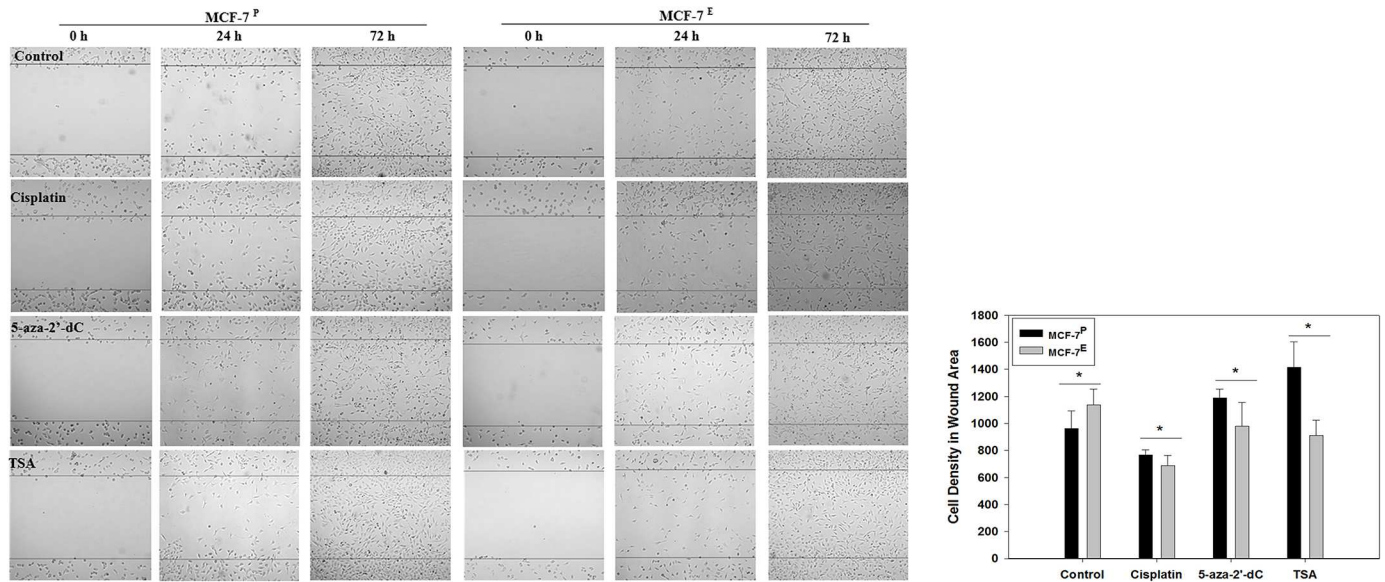 MCF-7 P
MCF-7 E
0 h 24 h 72 h 0 h 24 h 72 h
Control
Cisplatin
5-aza-2'-dC
TSA
1800
1600
1400
1200
1000
800
600
400
200
0
Cell Density in Wound Area
MCF-7P
MCF-7E
*
*
*
*
Control Cisplatin 5-aza-2'-dC TSA